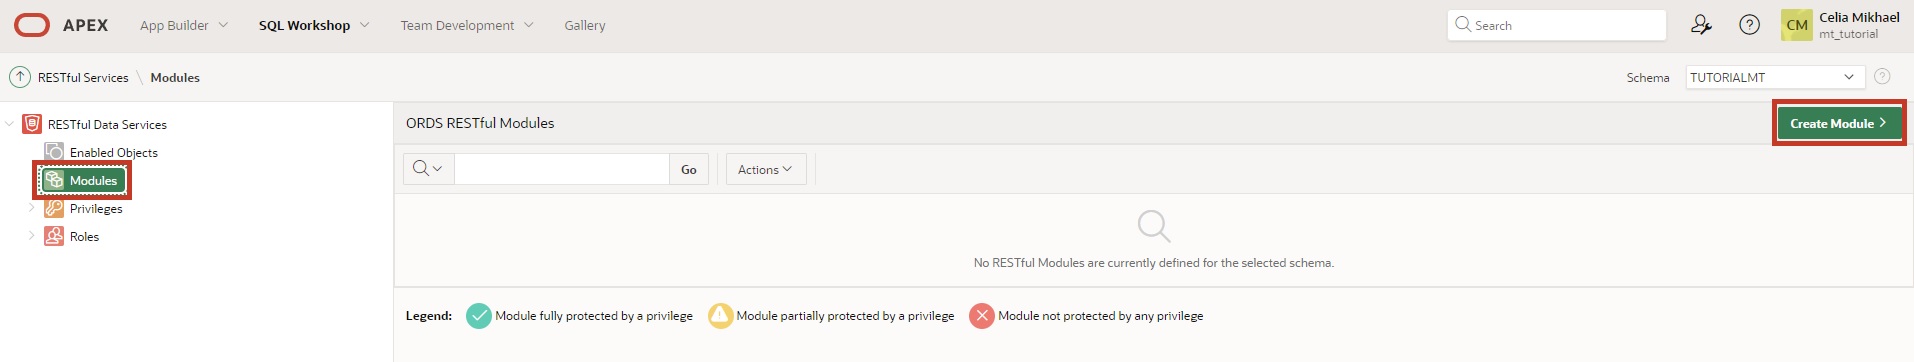 APEX App Builder SQL Workshop Team Development Gallery Search Celia Mikhael
CM mt_tutorial
RESTful Services \ Modules Schema TUTORIALMT
RESTful Data Services
Enabled Objects
Modules
Privileges
Roles
ORDS RESTful Modules Create Module
Go Actions
No RESTful Modules are currently defined for the selected schema.
Legend: Module fully protected by a privilege Module partially protected by a privilege Module not protected by any privilege